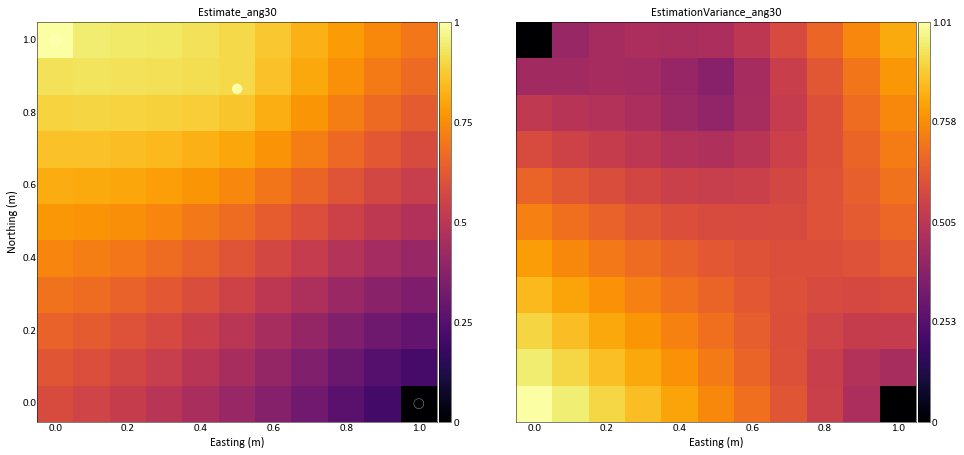 Estimate_ang30
EstimationVariance_ang30
1.0
0.8
0.6
0.4
0.2
0.0
Northing (m)
0.0 0.2 0.4 0.6 0.8 1.0
Easting (m)
1
0.75
0.5
0.25
0
0.0 0.2 0.4 0.6 0.8 1.0
Easting (m)
1.01
0.758
0.505
0.253
0